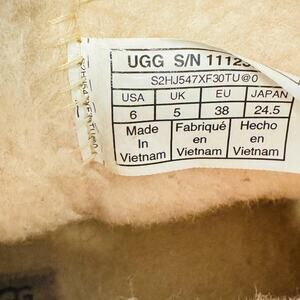 UGG S/N 11123
S2HJ547XF30TU@0
USA UK EU JAPAN
6 5 38 24.5
Made In Vietnam
Fabriqué en Vietnam
Hecho en Vietnam